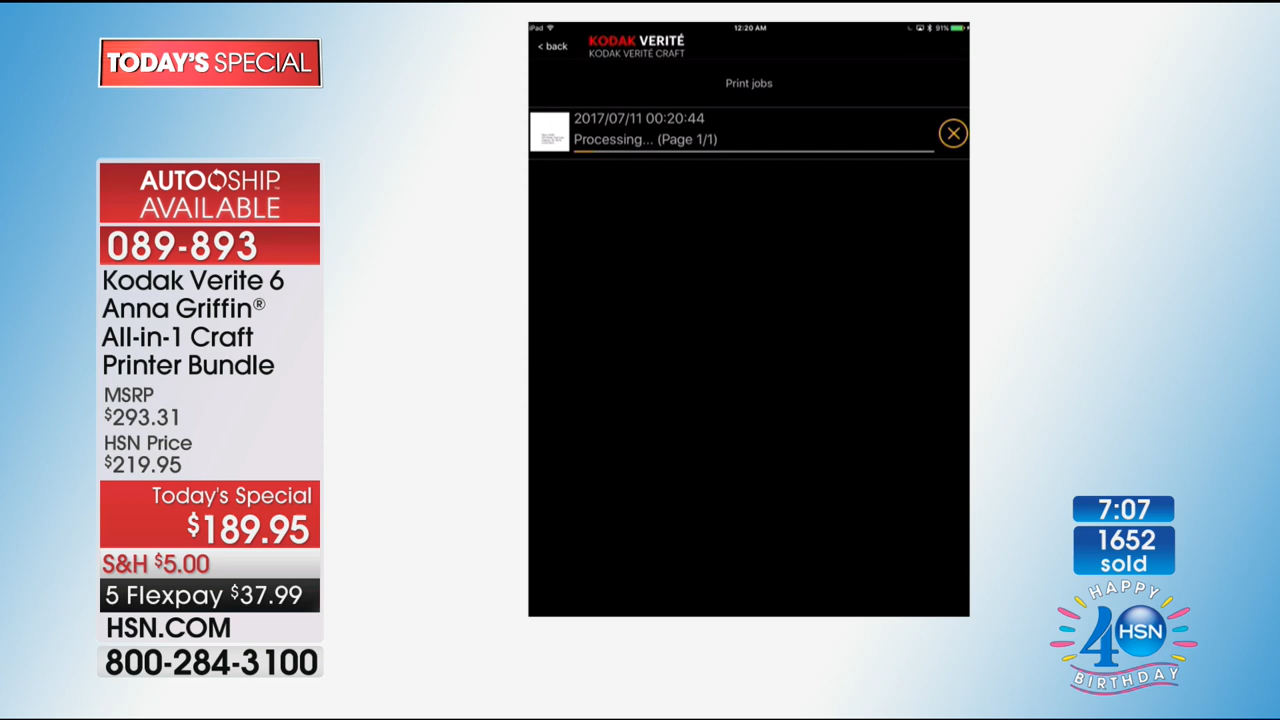 TODAY'S SPECIAL
AUTO SHIP
AVAILABLE
089-893
Kodak Verite 6
Anna Griffin®
All-in-1 Craft
Printer Bundle
MSRP
$293.31
HSN Price
$219.95
Today's Special
$189.95
S&H $5.00
5 Flexpay $37.99
HSN.COM
800-284-3100
iPad 12:20 AM 91%
< back
KODAK VERITÉ
KODAK VERITÉ CRAFT
Print jobs
2017/07/11 00:20:44
Processing... (Page 1/1)
7:07
1652
sold
HAPPY
40 HSN
BIRTHDAY